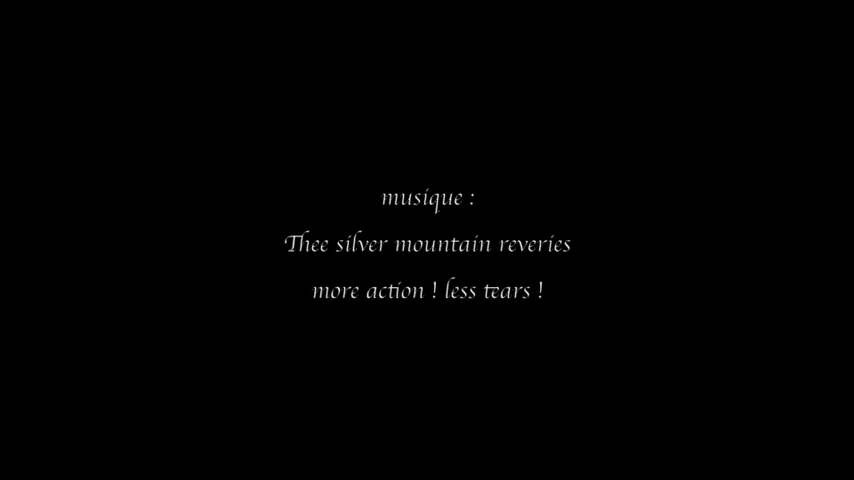 musique :
Thee silver mountain reveries
more action ! less tears !